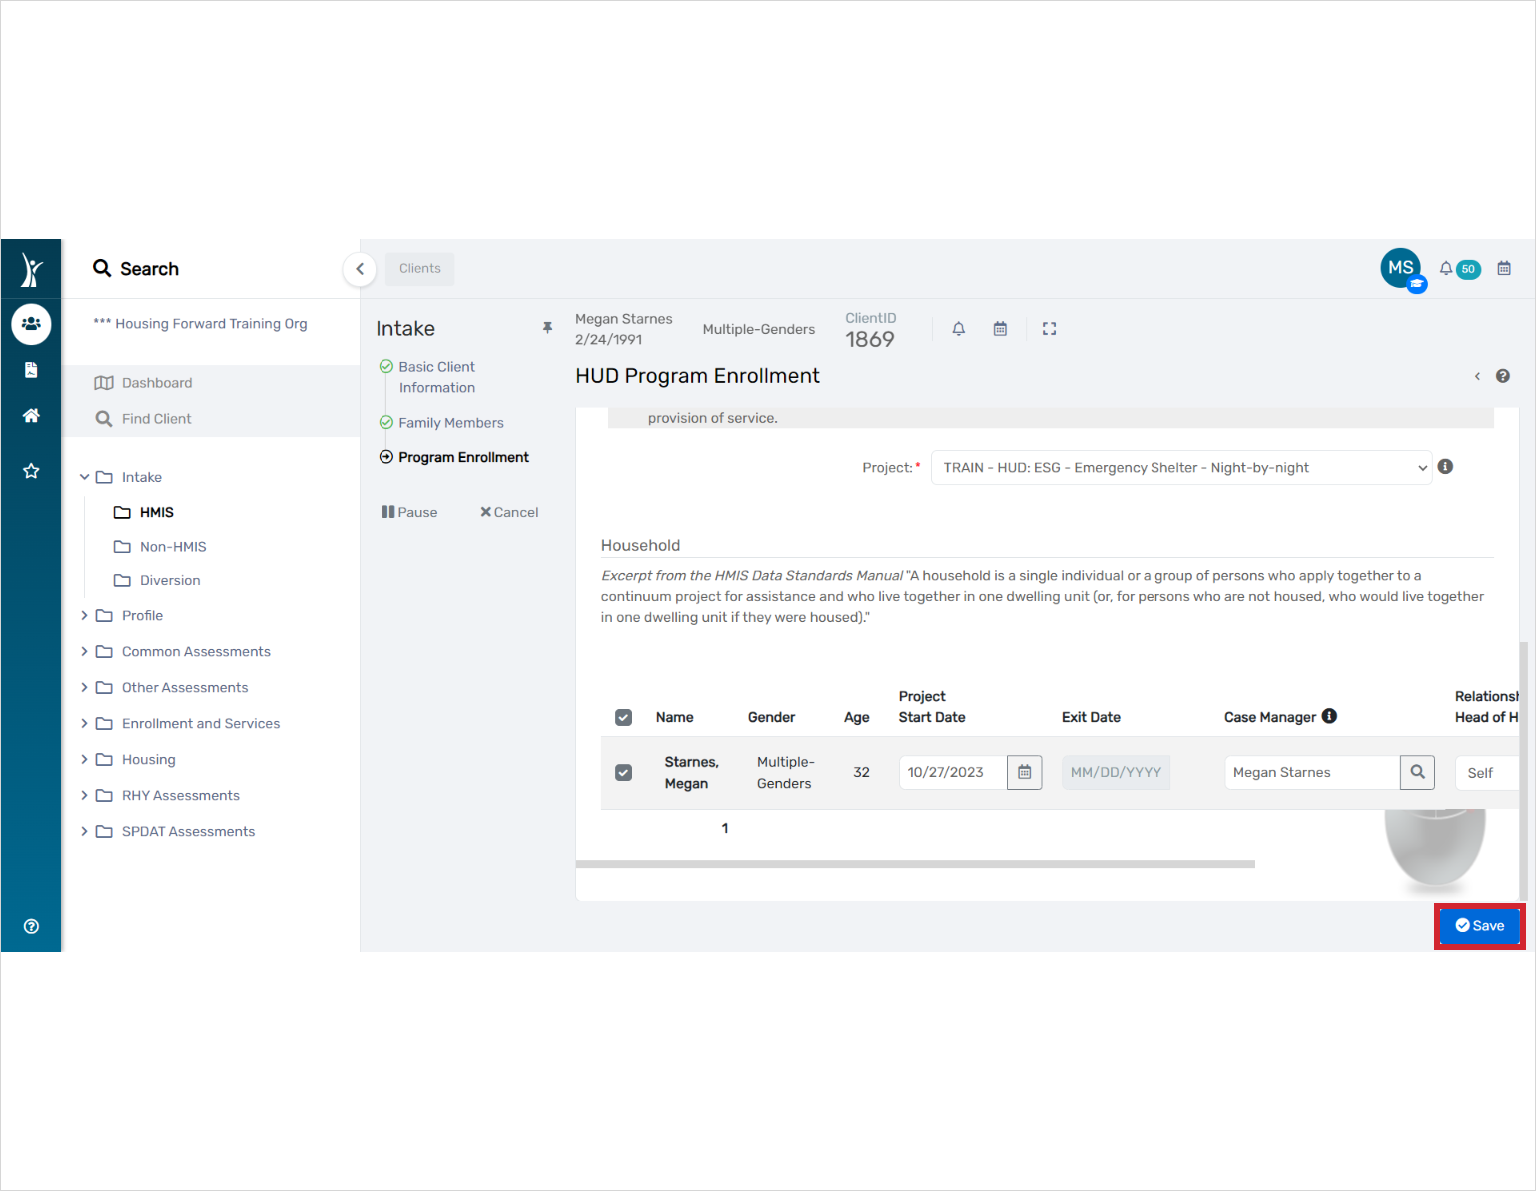 Search
Clients
MS
50
*** Housing Forward Training Org
Dashboard
Find Client
Intake
HMIS
Non-HMIS
Diversion
Profile
Common Assessments
Other Assessments
Enrollment and Services
Housing
RHY Assessments
SPDAT Assessments
Intake
Basic Client
Information
Family Members
Program Enrollment
Pause
Cancel
Megan Starnes
2/24/1991
Multiple-Genders
ClientID
1869
HUD Program Enrollment
provision of service.
Project:* TRAIN - HUD: ESG - Emergency Shelter - Night-by-night
Household
Excerpt from the HMIS Data Standards Manual "A household is a single individual or a group of persons who apply together to a
continuum project for assistance and who live together in one dwelling unit (or, for persons who are not housed, who would live together
in one dwelling unit if they were housed)."
Name
Gender
Age
Project
Start Date
Exit Date
Case Manager
Head of H
Starnes,
Megan
Multiple-
Genders
32
10/27/2023
MM/DD/YYYY
Megan Starnes
Self
1
Save